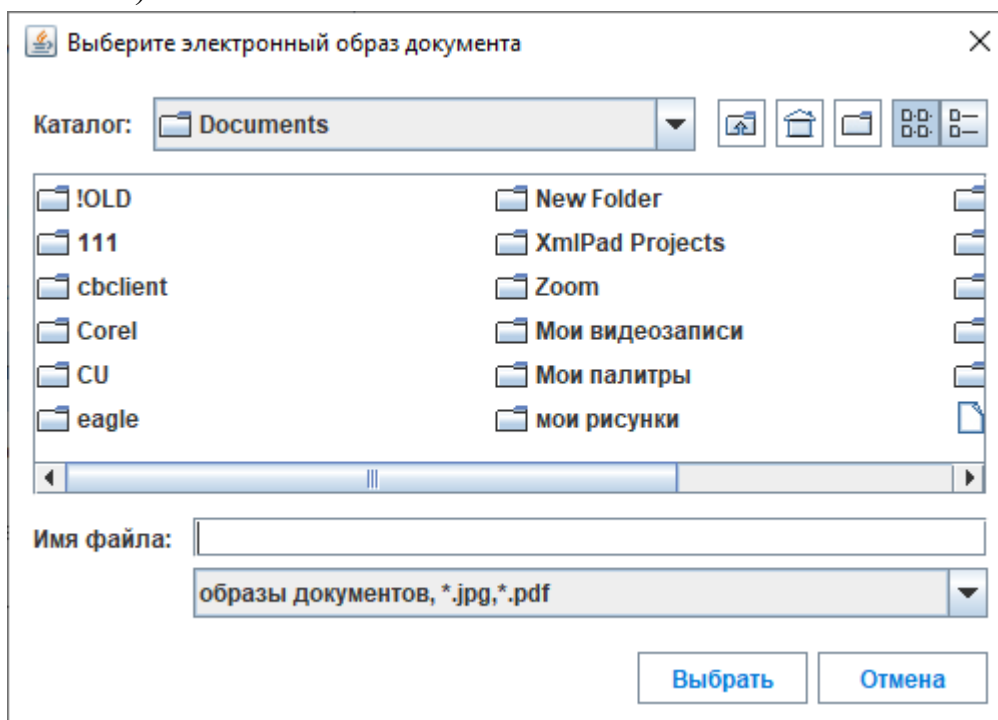 Выберите электронный образ документа
Каталог: Documents
!OLD New Folder
111 XmlPad Projects
cbclient Zoom
Corel Мои видеозаписи
CU Мои палитры
eagle мои рисунки
Имя файла:
образы документов, *.jpg,*.pdf
Выбрать Отмена